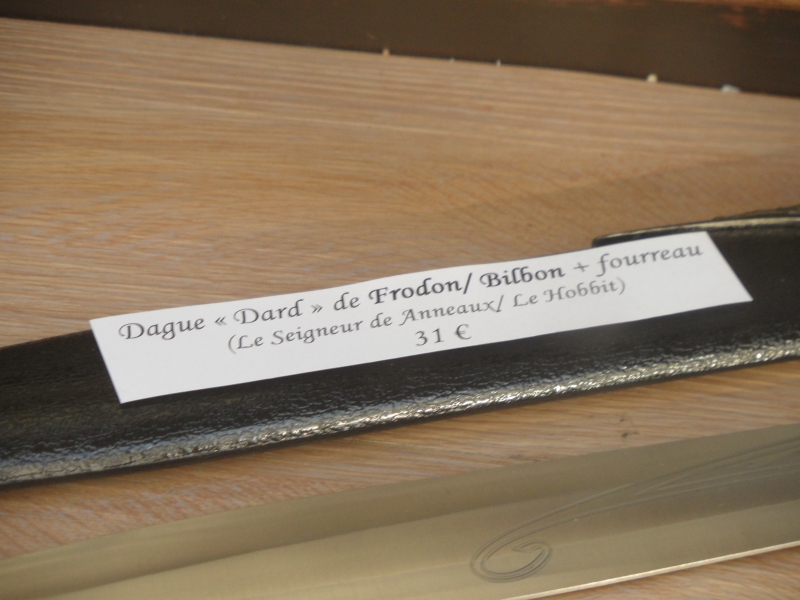 Dague « Dard » de Frodon/ Bilbon + fourreau
(Le Seigneur de Anneaux/ Le Hobbit)
31 €